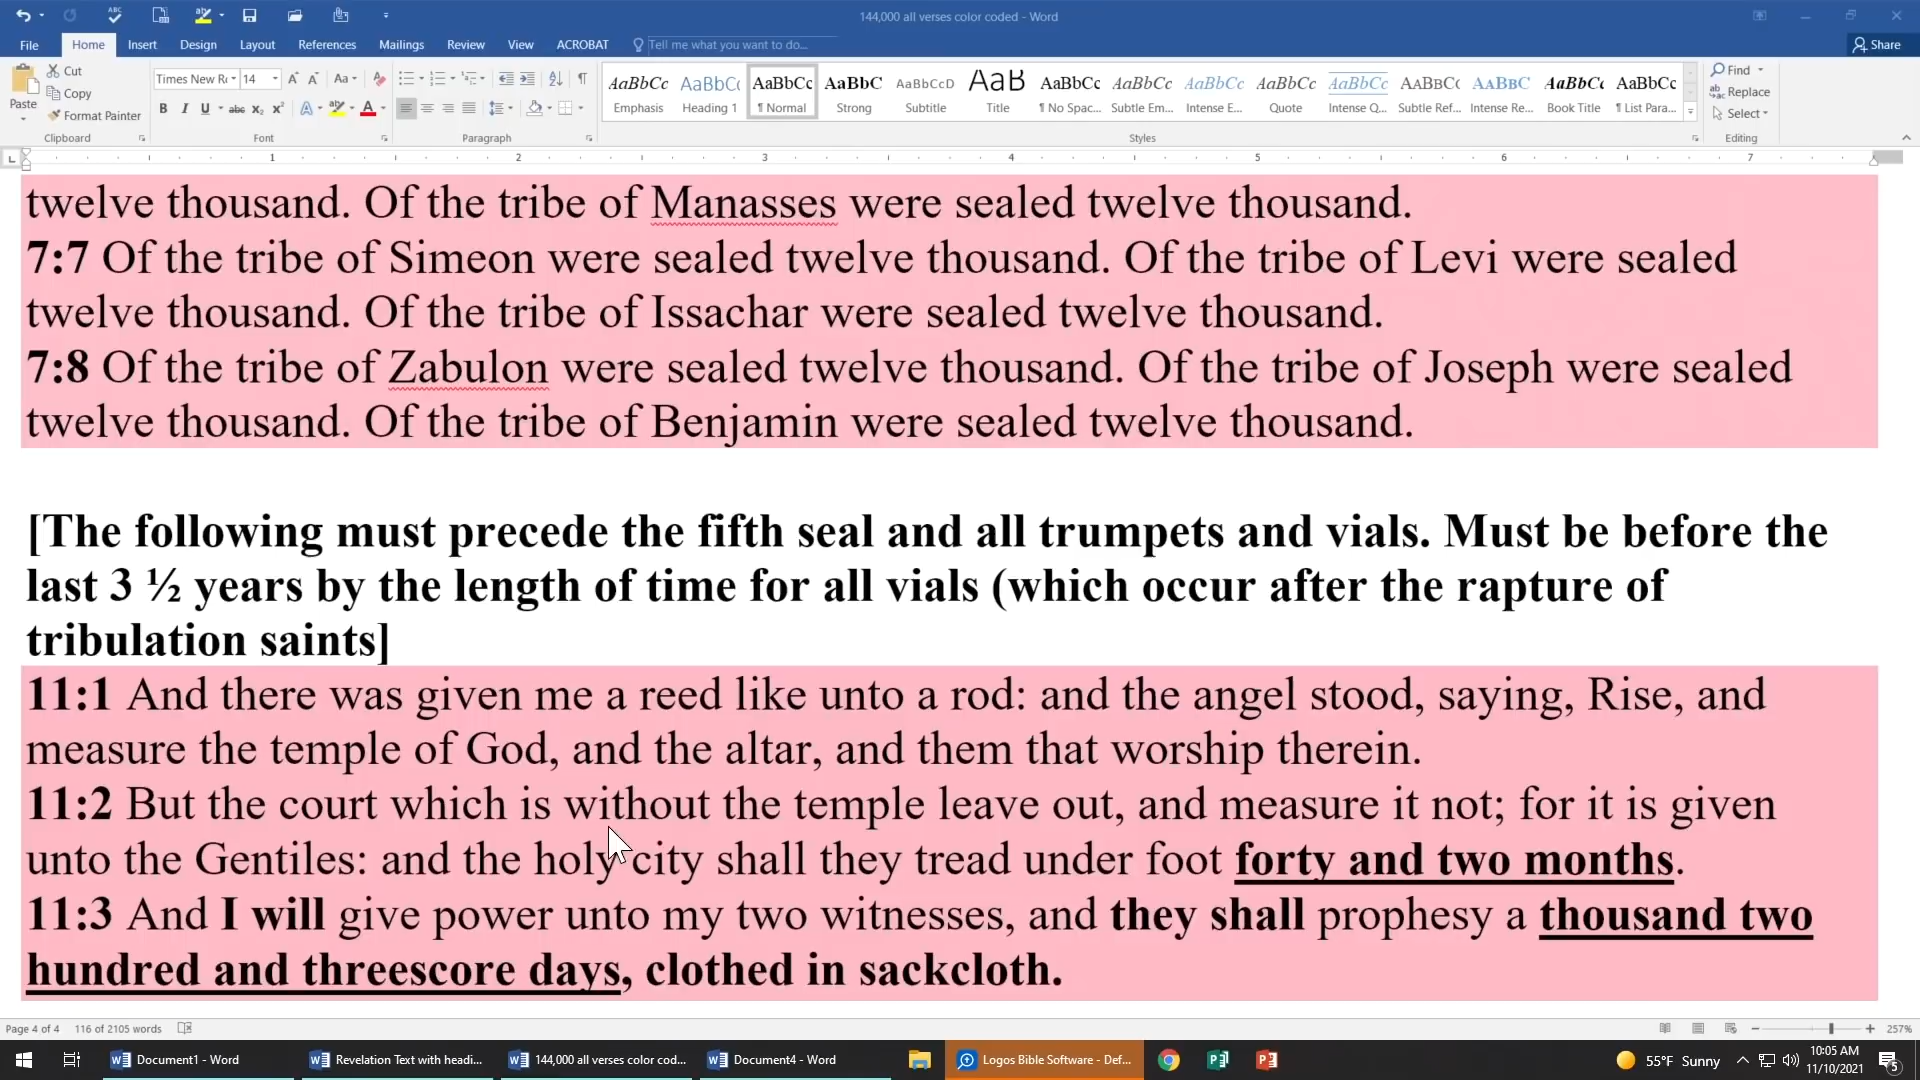 144,000 all verses color coded - Word
File Home Insert Design Layout References Mailings Review View ACROBAT Tell me what you want to do... Share
Paste Cut Copy Format Painter
Times New Ro 14
AaBbCc AaBbCc AaBbCc AaBbC AaBbCcD AaB AaBbCc AaBbCc AaBbCc AaBbCc AaBbCc AaBbCc AaBbC AaBbCc AaBbCc
Emphasis Heading 1 ¶ Normal Strong Subtitle Title ¶ No Spac... Subtle Em... Intense E... Quote Intense Q... Subtle Ref... Intense Re... Book Title ¶ List Para...
Find Replace Select
Clipboard Font Paragraph Styles Editing
1 2 3 4 5 6 7
twelve thousand. Of the tribe of Manasses were sealed twelve thousand.
7:7 Of the tribe of Simeon were sealed twelve thousand. Of the tribe of Levi were sealed
twelve thousand. Of the tribe of Issachar were sealed twelve thousand.
7:8 Of the tribe of Zabulon were sealed twelve thousand. Of the tribe of Joseph were sealed
twelve thousand. Of the tribe of Benjamin were sealed twelve thousand.
[The following must precede the fifth seal and all trumpets and vials. Must be before the
last 3 ½ years by the length of time for all vials (which occur after the rapture of
tribulation saints]
11:1 And there was given me a reed like unto a rod: and the angel stood, saying, Rise, and
measure the temple of God, and the altar, and them that worship therein.
11:2 But the court which is without the temple leave out, and measure it not; for it is given
unto the Gentiles: and the holy city shall they tread under foot forty and two months.
11:3 And I will give power unto my two witnesses, and they shall prophesy a thousand two
hundred and threescore days, clothed in sackcloth.
Page 4 of 4 116 of 2105 words 257%
Document1 - Word Revelation Text with headi... 144,000 all verses color cod... Document4 - Word Logos Bible Software - Def... 55°F Sunny 10:05 AM
11/10/2021 5